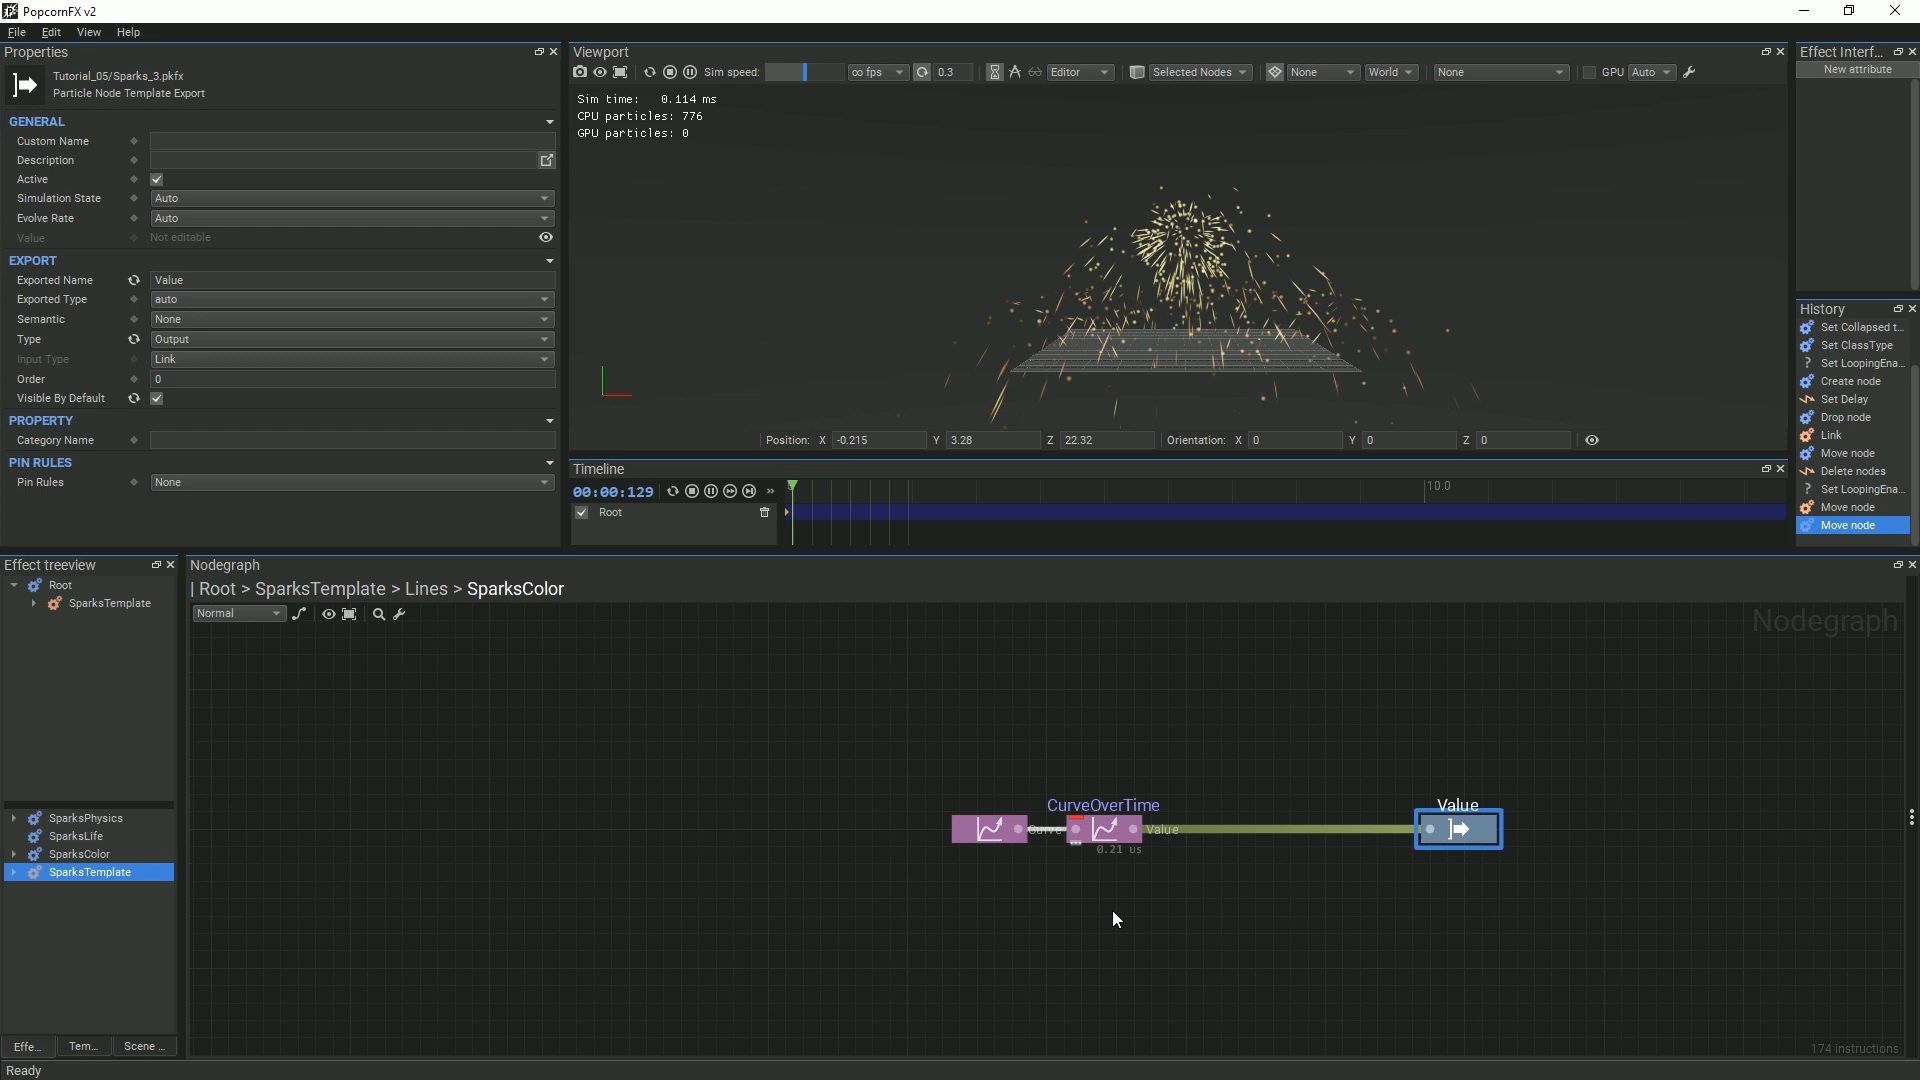 PopcornFX v2
File Edit View Help
Properties
Tutorial_05/Sparks_3.pkfx
Particle Node Template Export
GENERAL
Custom Name
Description
Active
Simulation State Auto
Evolve Rate Auto
Value Not editable
EXPORT
Exported Name Value
Exported Type auto
Semantic None
Type Output
Input Type Link
Order 0
Visible By Default
PROPERTY
Category Name
PIN RULES
Pin Rules None
Viewport
Sim speed: ∞ fps 0.3 Editor Selected Nodes None World None GPU Auto
Sim time: 0.114 ms
CPU particles: 776
GPU particles: 0
Position: X -0.215 Y 3.28 Z 22.32 Orientation: X 0 Y 0 Z 0
Timeline
00:00:129 » 10.0
Root
Effect Interf...
New attribute
History
Set Collapsed t...
Set ClassType
? Set LoopingEna...
Create node
Set Delay
Drop node
Link
Move node
Delete nodes
? Set LoopingEna...
Move node
Move node
Effect treeview
Root
SparksTemplate
SparksPhysics
SparksLife
SparksColor
SparksTemplate
Effe... Tem... Scene ...
Nodegraph
| Root > SparksTemplate > Lines > SparksColor
Normal
Nodegraph
CurveOverTime Value
Curve Value
0.21 us
174 instructions
Ready